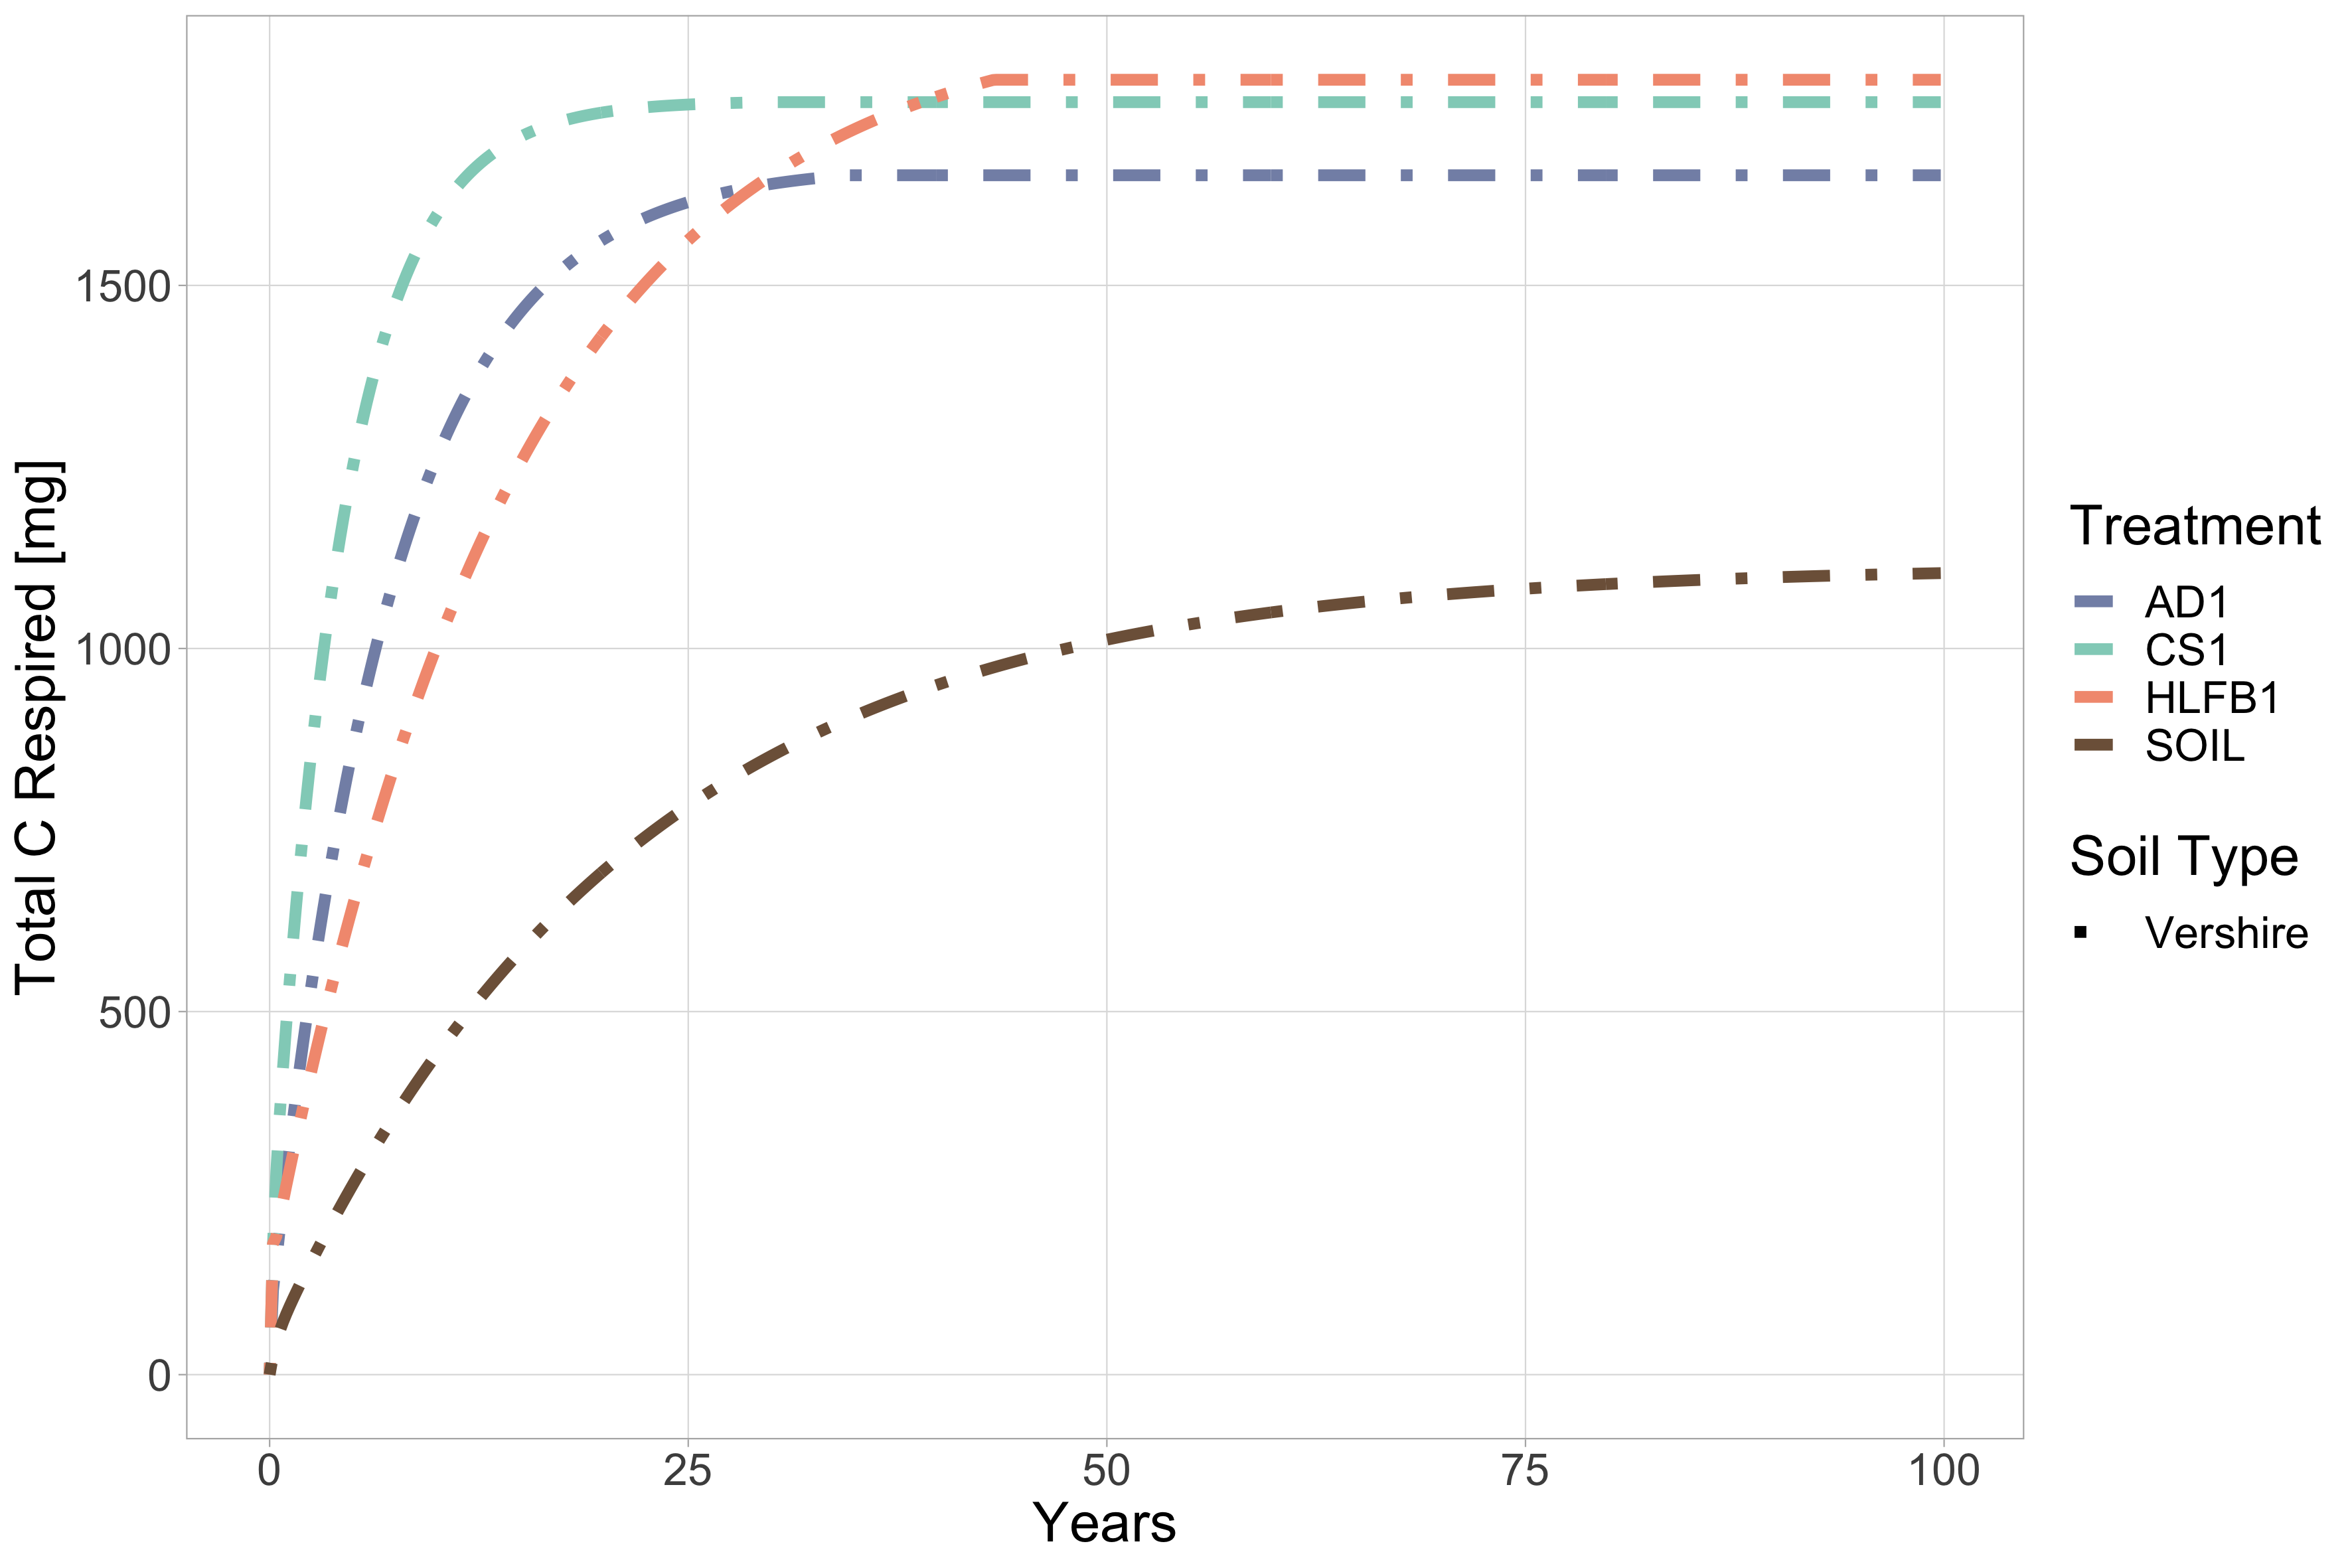 Total C Respired [mg]
1500
1000
500
0
0 25 50 75 100
Years
Treatment
AD1
CS1
HLFB1
SOIL
Soil Type
Vershire